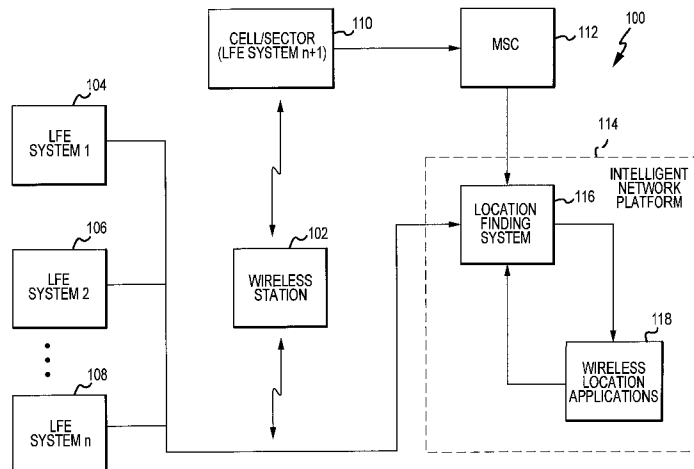 110
CELL/SECTOR
(LFE SYSTEM n+1)
MSC
112
100
104
LFE
SYSTEM 1
114
INTELLIGENT
NETWORK
PLATFORM
116
LOCATION
FINDING
SYSTEM
106
LFE
SYSTEM 2
102
WIRELESS
STATION
118
WIRELESS
LOCATION
APPLICATIONS
108
LFE
SYSTEM n